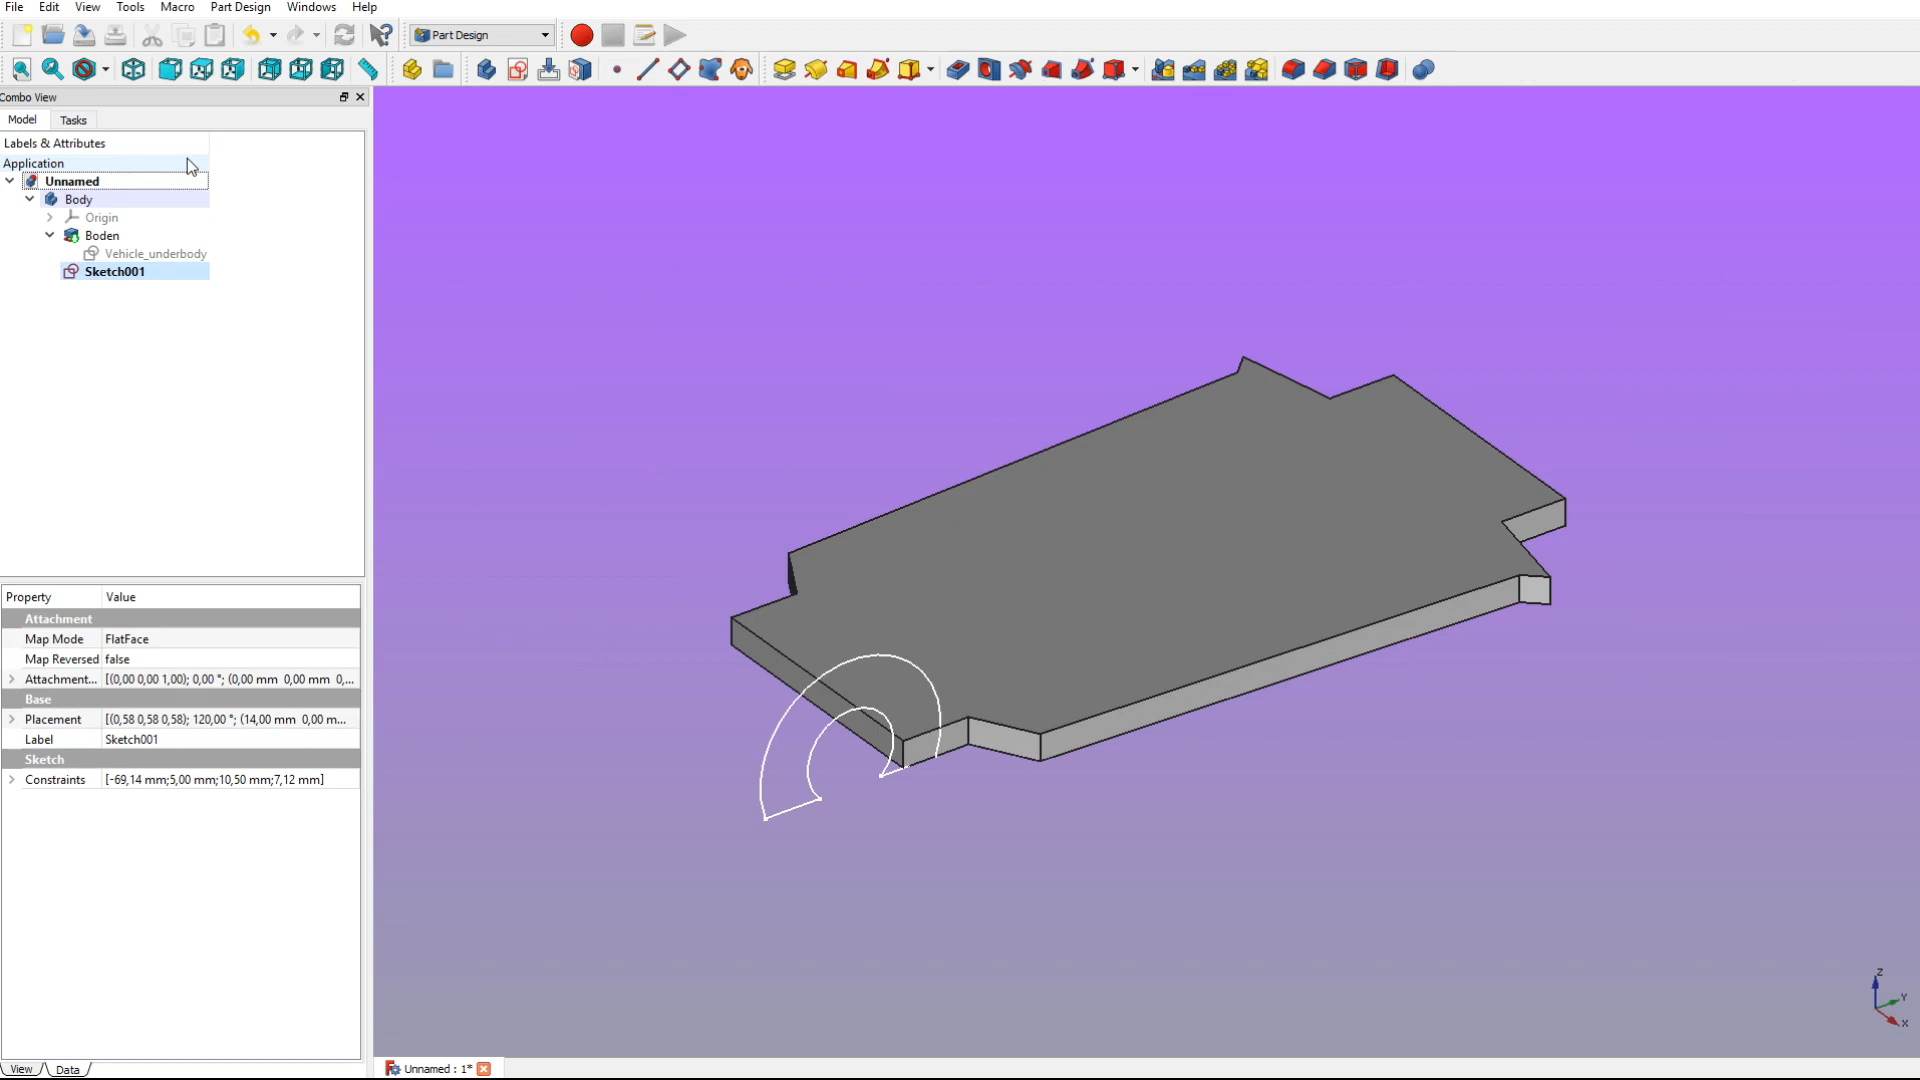 File Edit View Tools Macro Part Design Windows Help
Part Design
Combo View
Model Tasks
Labels & Attributes
Application
Unnamed
Body
Origin
Boden
Vehicle_underbody
Sketch001
Property Value
Attachment
Map Mode FlatFace
Map Reversed false
Attachment... [(0,00 0,00 1,00); 0,00 °; (0,00 mm 0,00 mm 0,...
Base
Placement [(0,58 0,58 0,58); 120,00 °; (14,00 mm 0,00 m...
Label Sketch001
Sketch
Constraints [-69,14 mm;5,00 mm;10,50 mm;7,12 mm]
Z
Y
X
View Data
Unnamed : 1*